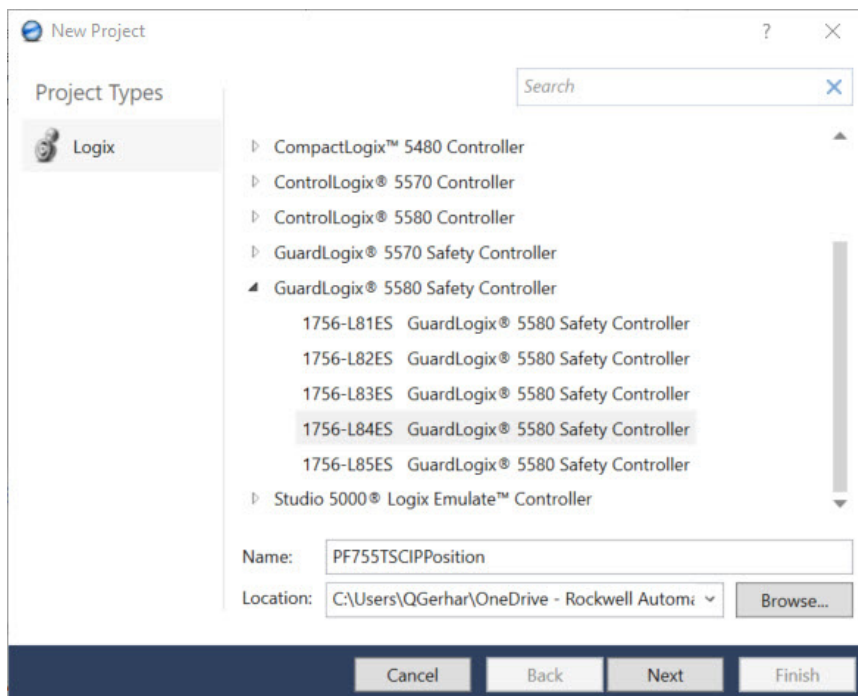 New Project
?
Project Types
Search
Logix
CompactLogix™ 5480 Controller
ControlLogix® 5570 Controller
ControlLogix® 5580 Controller
GuardLogix® 5570 Safety Controller
GuardLogix® 5580 Safety Controller
1756-L81ES GuardLogix® 5580 Safety Controller
1756-L82ES GuardLogix® 5580 Safety Controller
1756-L83ES GuardLogix® 5580 Safety Controller
1756-L84ES GuardLogix® 5580 Safety Controller
1756-L85ES GuardLogix® 5580 Safety Controller
Studio 5000® Logix Emulate™ Controller
Name: PF755TSCIPPosition
Location: C:\Users\QGerhar\OneDrive - Rockwell Automa Browse...
Cancel Back Next Finish